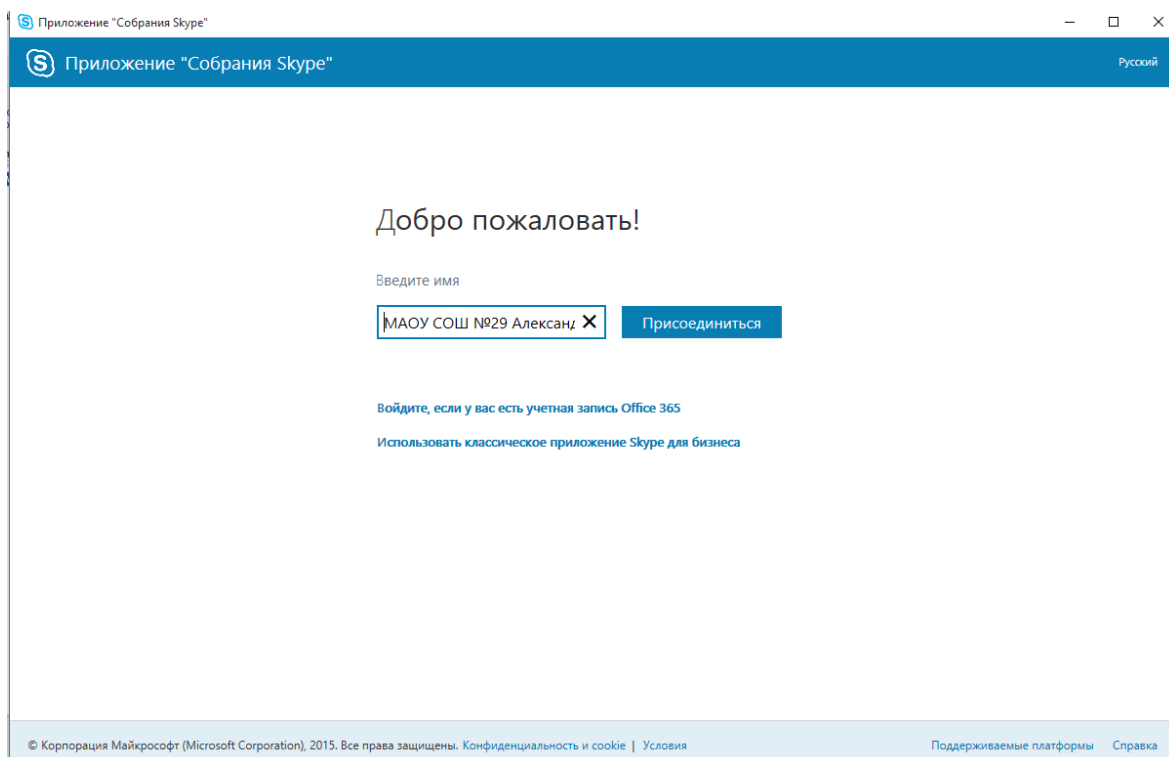 Приложение "Собрания Skype"
Приложение "Собрания Skype"
Русский
Добро пожаловать!
Введите имя
МАОУ СОШ №29 Александ
Присоединиться
Войдите, если у вас есть учетная запись Office 365
Использовать классическое приложение Skype для бизнеса
© Корпорация Майкрософт (Microsoft Corporation), 2015. Все права защищены. Конфиденциальность и cookie | Условия
Поддерживаемые платформы Справка